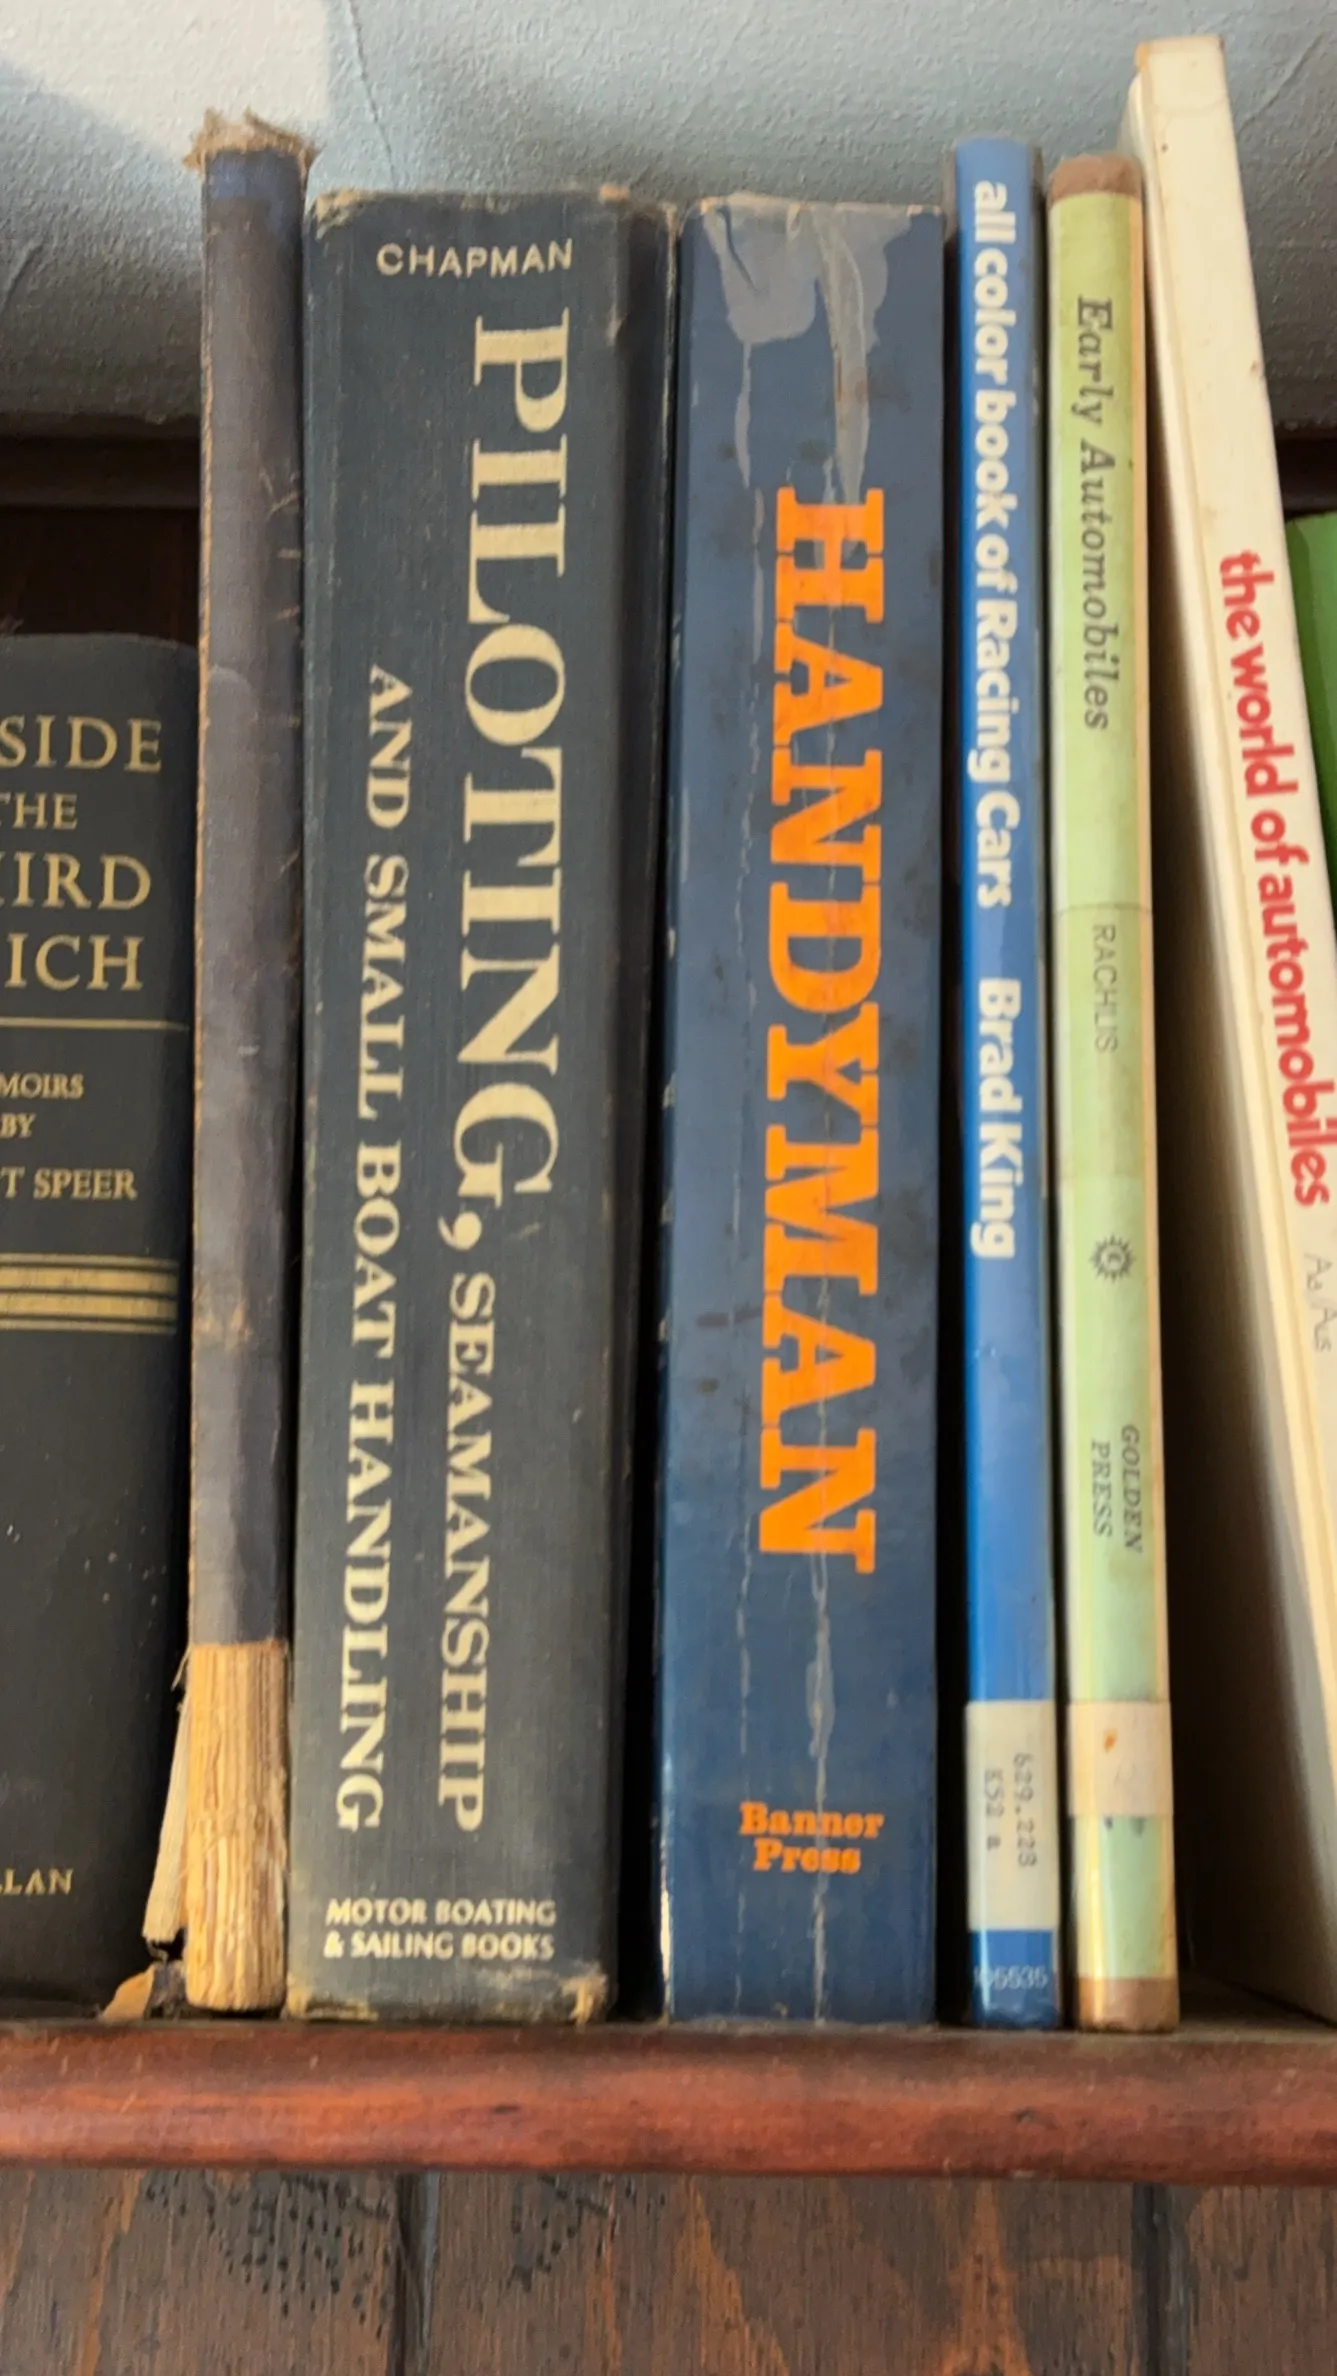 SIDE
THE
IRD
ICH
MOIRS
BY
T SPEER
LLAN
CHAPMAN
PILOTING, SEAMANSHIP
AND SMALL BOAT HANDLING
MOTOR BOATING
& SAILING BOOKS
HANDYMAN
Banner
Press
all color book of Racing Cars Brad King
629.223
K52a
Early Automobiles
RACHLIS
GOLDEN
PRESS
the world of automobiles